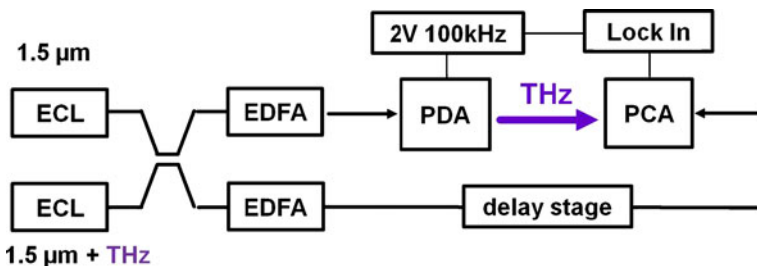 2V 100kHz
Lock In
1.5 µm
THz
ECL
EDFA
PDA
PCA
ECL
EDFA
delay stage
1.5 µm + THz